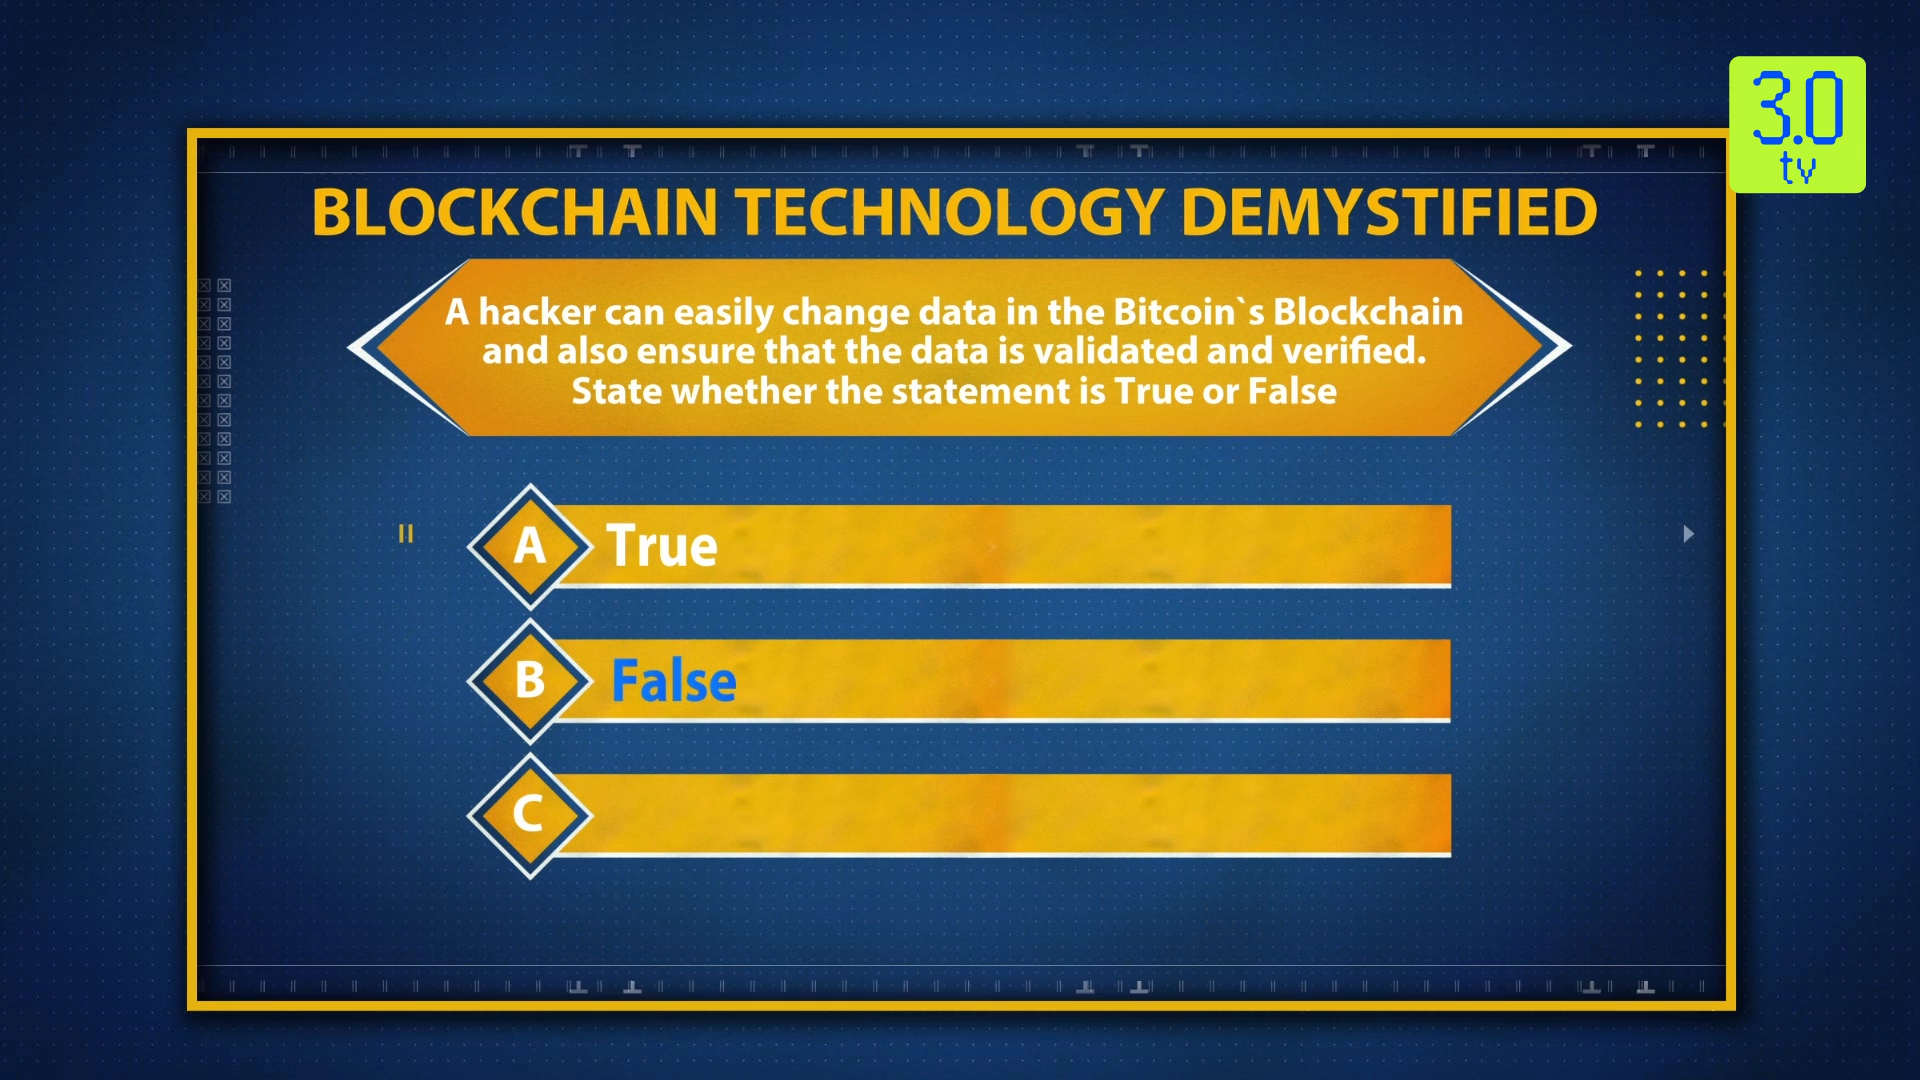 3.0
tv
BLOCKCHAIN TECHNOLOGY DEMYSTIFIED
A hacker can easily change data in the Bitcoin`s Blockchain
and also ensure that the data is validated and verified.
State whether the statement is True or False
A True
B False
C